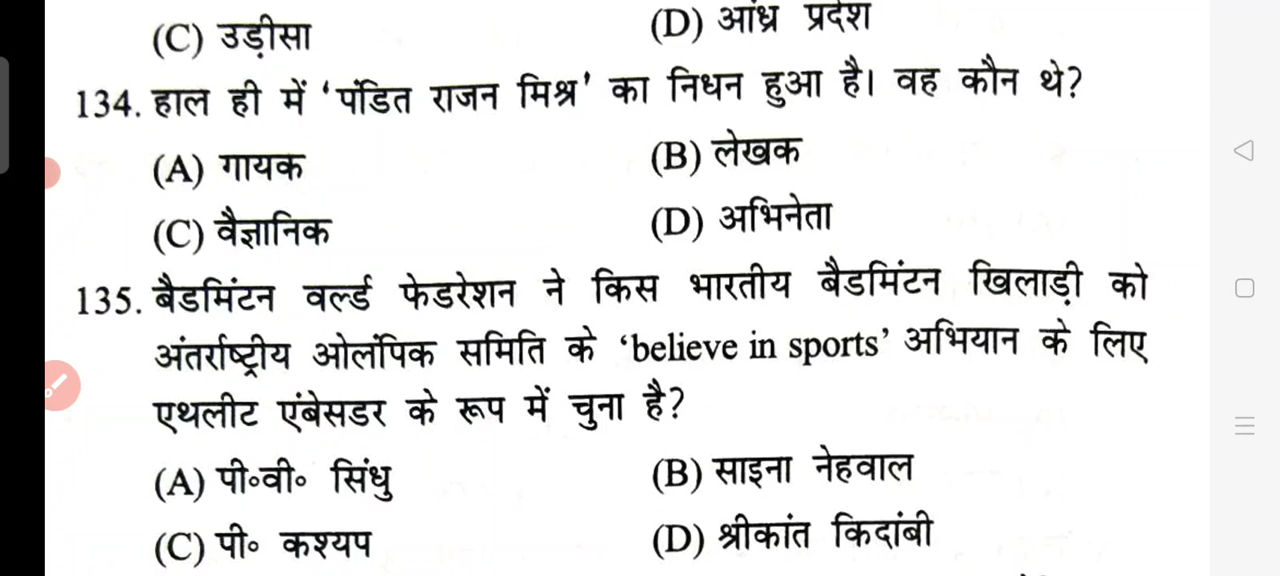 (C) उड़ीसा (D) आंध्र प्रदेश
134. हाल ही में ‘पंडित राजन मिश्र’ का निधन हुआ है। वह कौन थे?
(A) गायक (B) लेखक
(C) वैज्ञानिक (D) अभिनेता
135. बैडमिंटन वर्ल्ड फेडरेशन ने किस भारतीय बैडमिंटन खिलाड़ी को
अंतर्राष्ट्रीय ओलंपिक समिति के ‘believe in sports’ अभियान के लिए
एथलीट एंबेसडर के रूप में चुना है?
(A) पी॰वी॰ सिंधु (B) साइना नेहवाल
(C) पी॰ कश्यप (D) श्रीकांत किदांबी